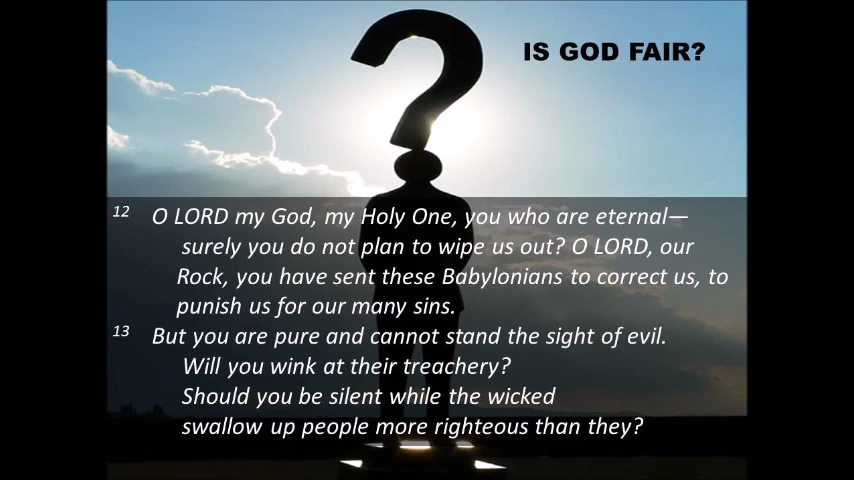 IS GOD FAIR?
12 O LORD my God, my Holy One, you who are eternal—
surely you do not plan to wipe us out? O LORD, our
Rock, you have sent these Babylonians to correct us, to
punish us for our many sins.
13 But you are pure and cannot stand the sight of evil.
Will you wink at their treachery?
Should you be silent while the wicked
swallow up people more righteous than they?